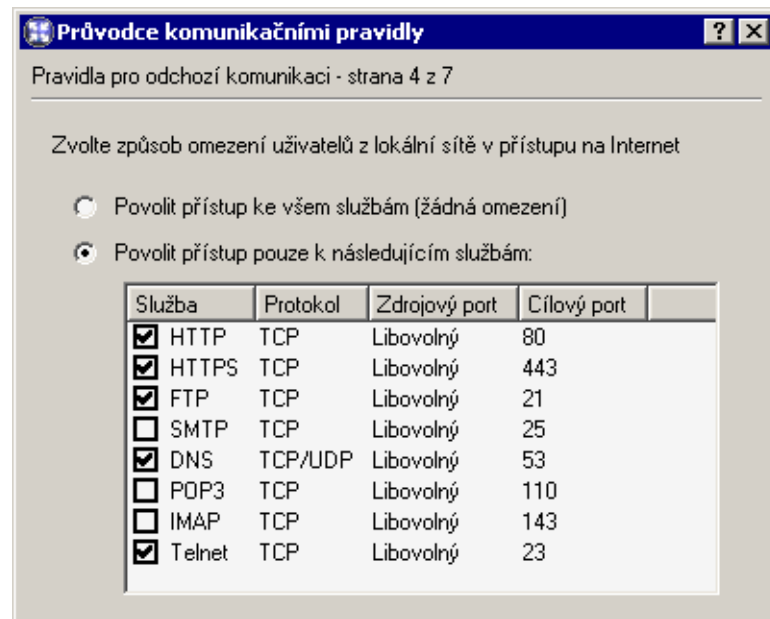 Průvodce komunikačními pravidly
Pravidla pro odchozí komunikaci - strana 4 z 7
Zvolte způsob omezení uživatelů z lokální sítě v přístupu na Internet
Povolit přístup ke všem službám (žádná omezení)
Povolit přístup pouze k následujícím službám:
Služba Protokol Zdrojový port Cílový port
HTTP TCP Libovolný 80
HTTPS TCP Libovolný 443
FTP TCP Libovolný 21
SMTP TCP Libovolný 25
DNS TCP/UDP Libovolný 53
POP3 TCP Libovolný 110
IMAP TCP Libovolný 143
Telnet TCP Libovolný 23